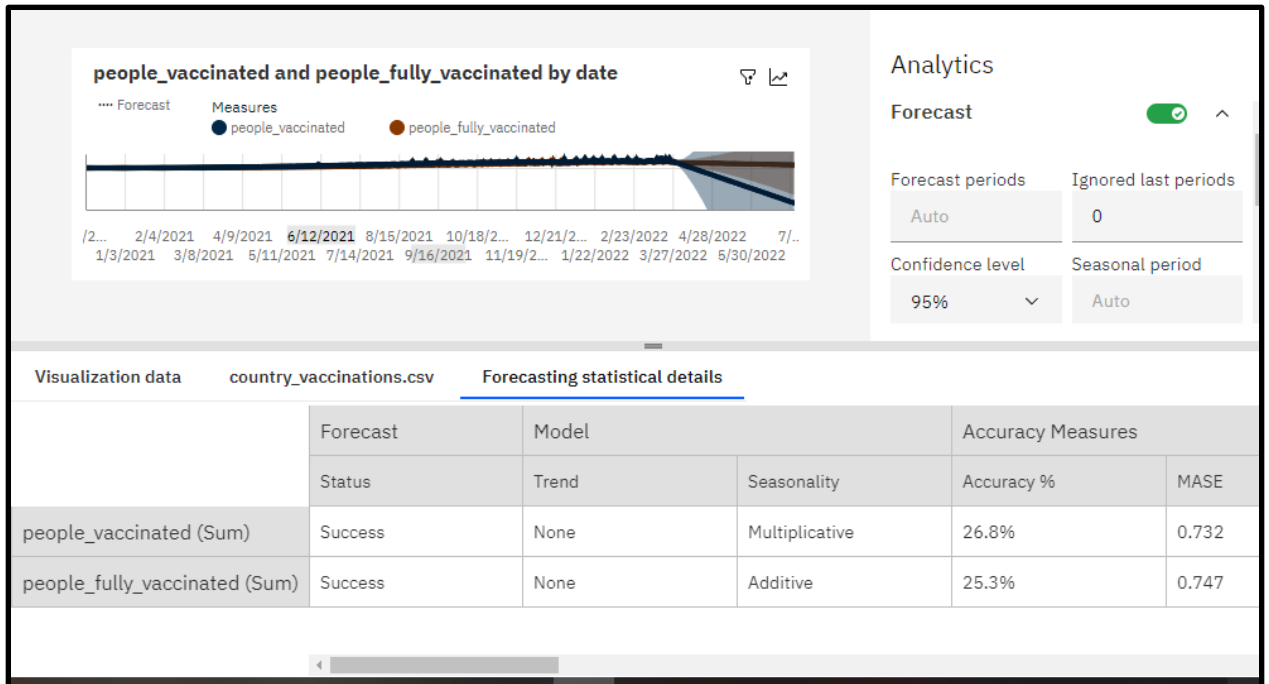 people_vaccinated and people_fully_vaccinated by date
Forecast
Measures
people_vaccinated people_fully_vaccinated
/2... 2/4/2021 4/9/2021 6/12/2021 8/15/2021 10/18/2... 12/21/2... 2/23/2022 4/28/2022 7/..
1/3/2021 3/8/2021 5/11/2021 7/14/2021 9/16/2021 11/19/2... 1/22/2022 3/27/2022 5/30/2022
Analytics
Forecast
Forecast periods Ignored last periods
Auto 0
Confidence level Seasonal period
95% Auto
Visualization data country_vaccinations.csv Forecasting statistical details
Forecast Model Accuracy Measures
Status Trend Seasonality Accuracy % MASE
people_vaccinated (Sum) Success None Multiplicative 26.8% 0.732
people_fully_vaccinated (Sum) Success None Additive 25.3% 0.747